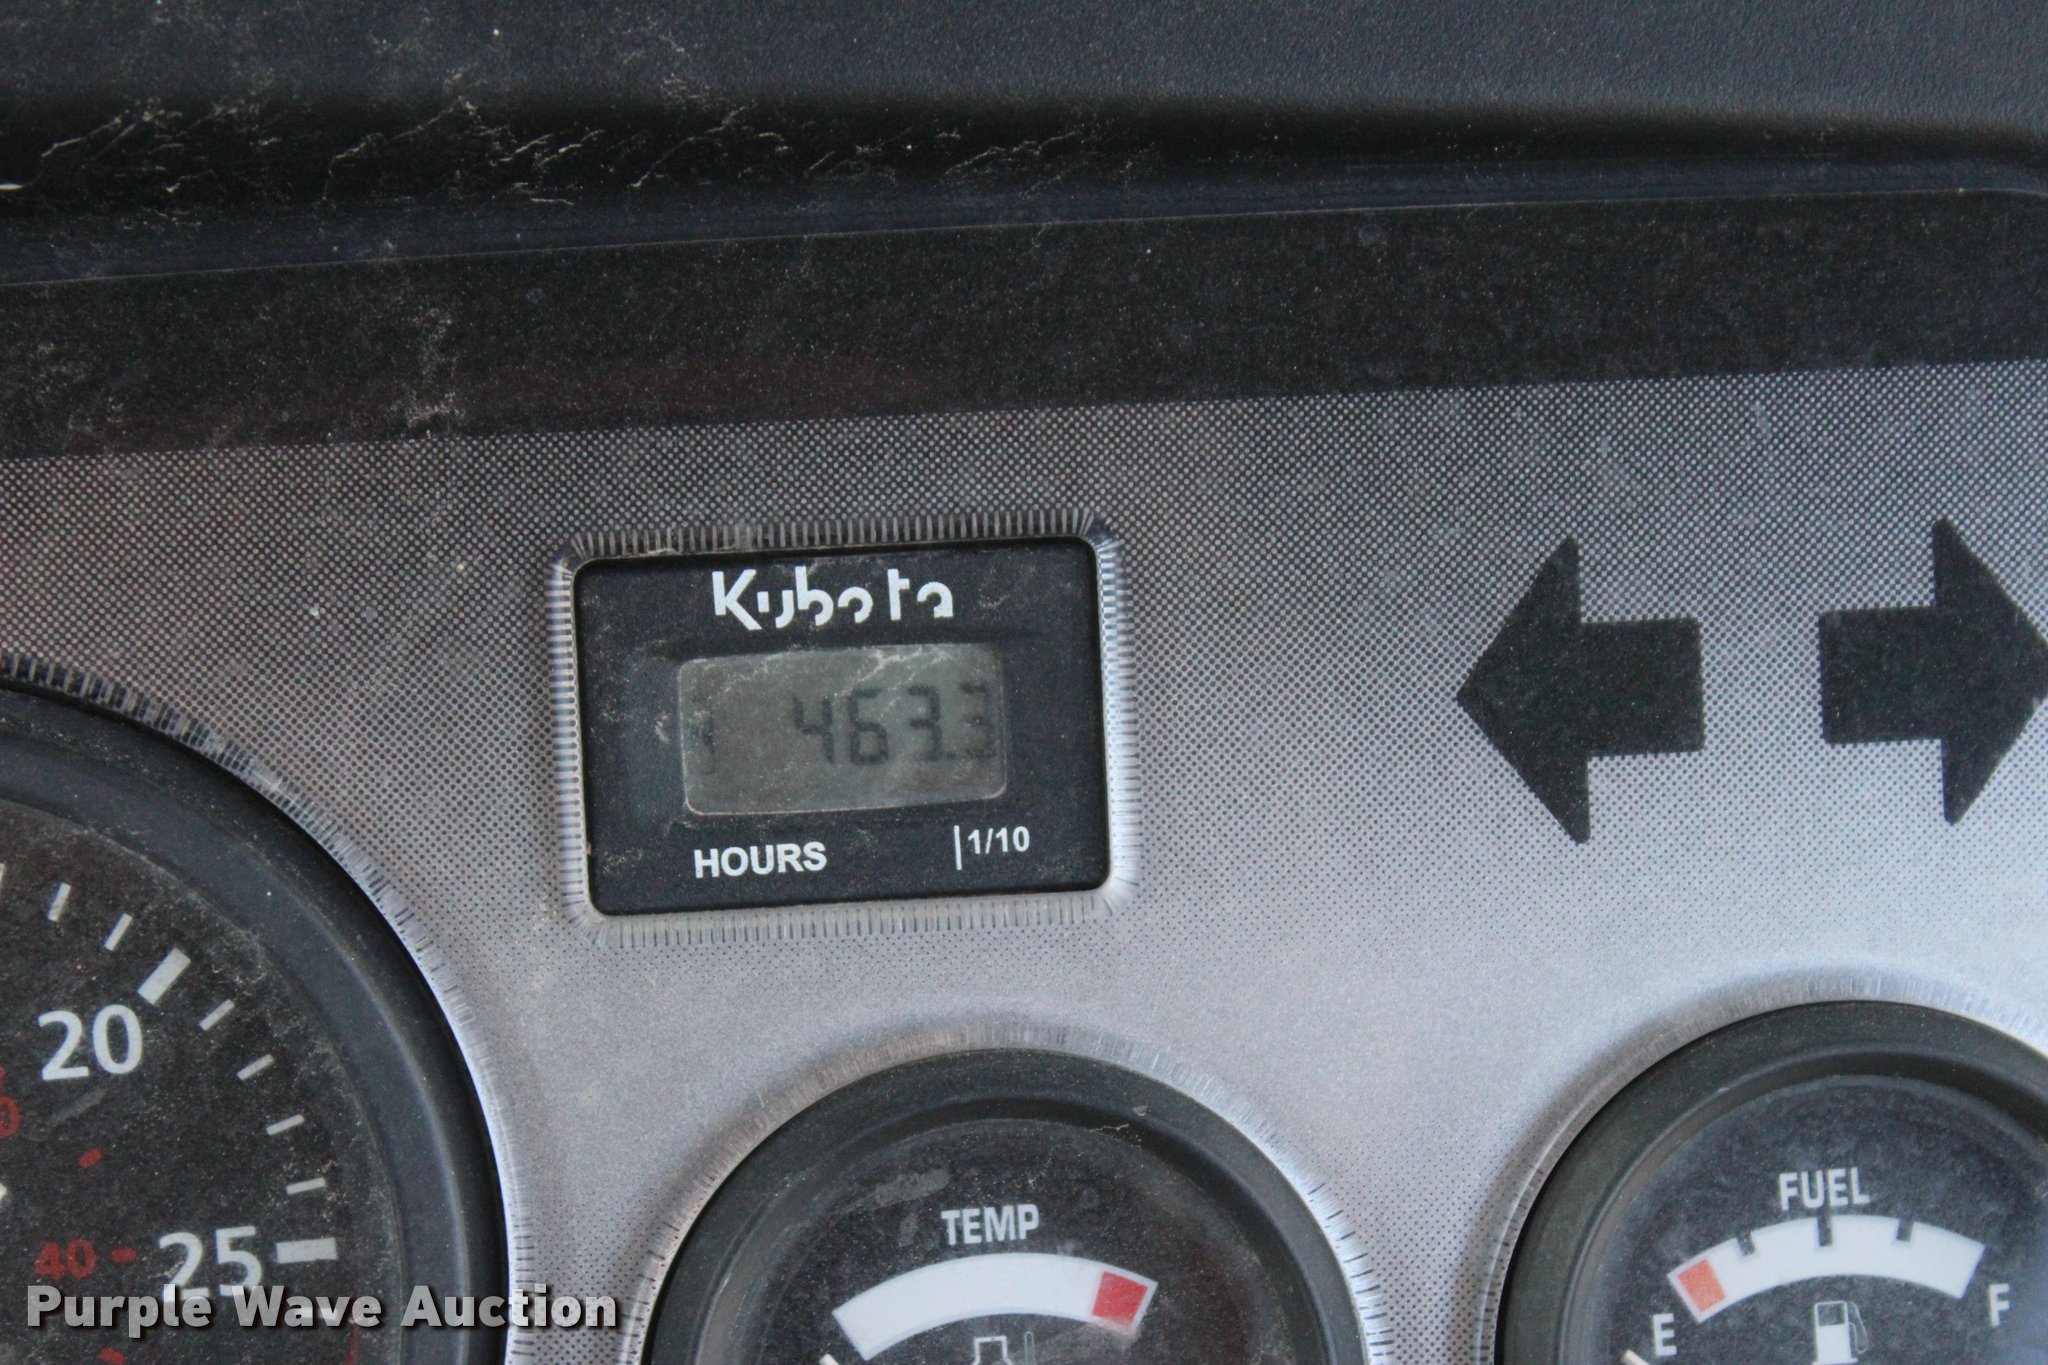 Kubota
463.3
HOURS
1/10
20
25
40
TEMP
FUEL
E
F
Purple Wave Auction